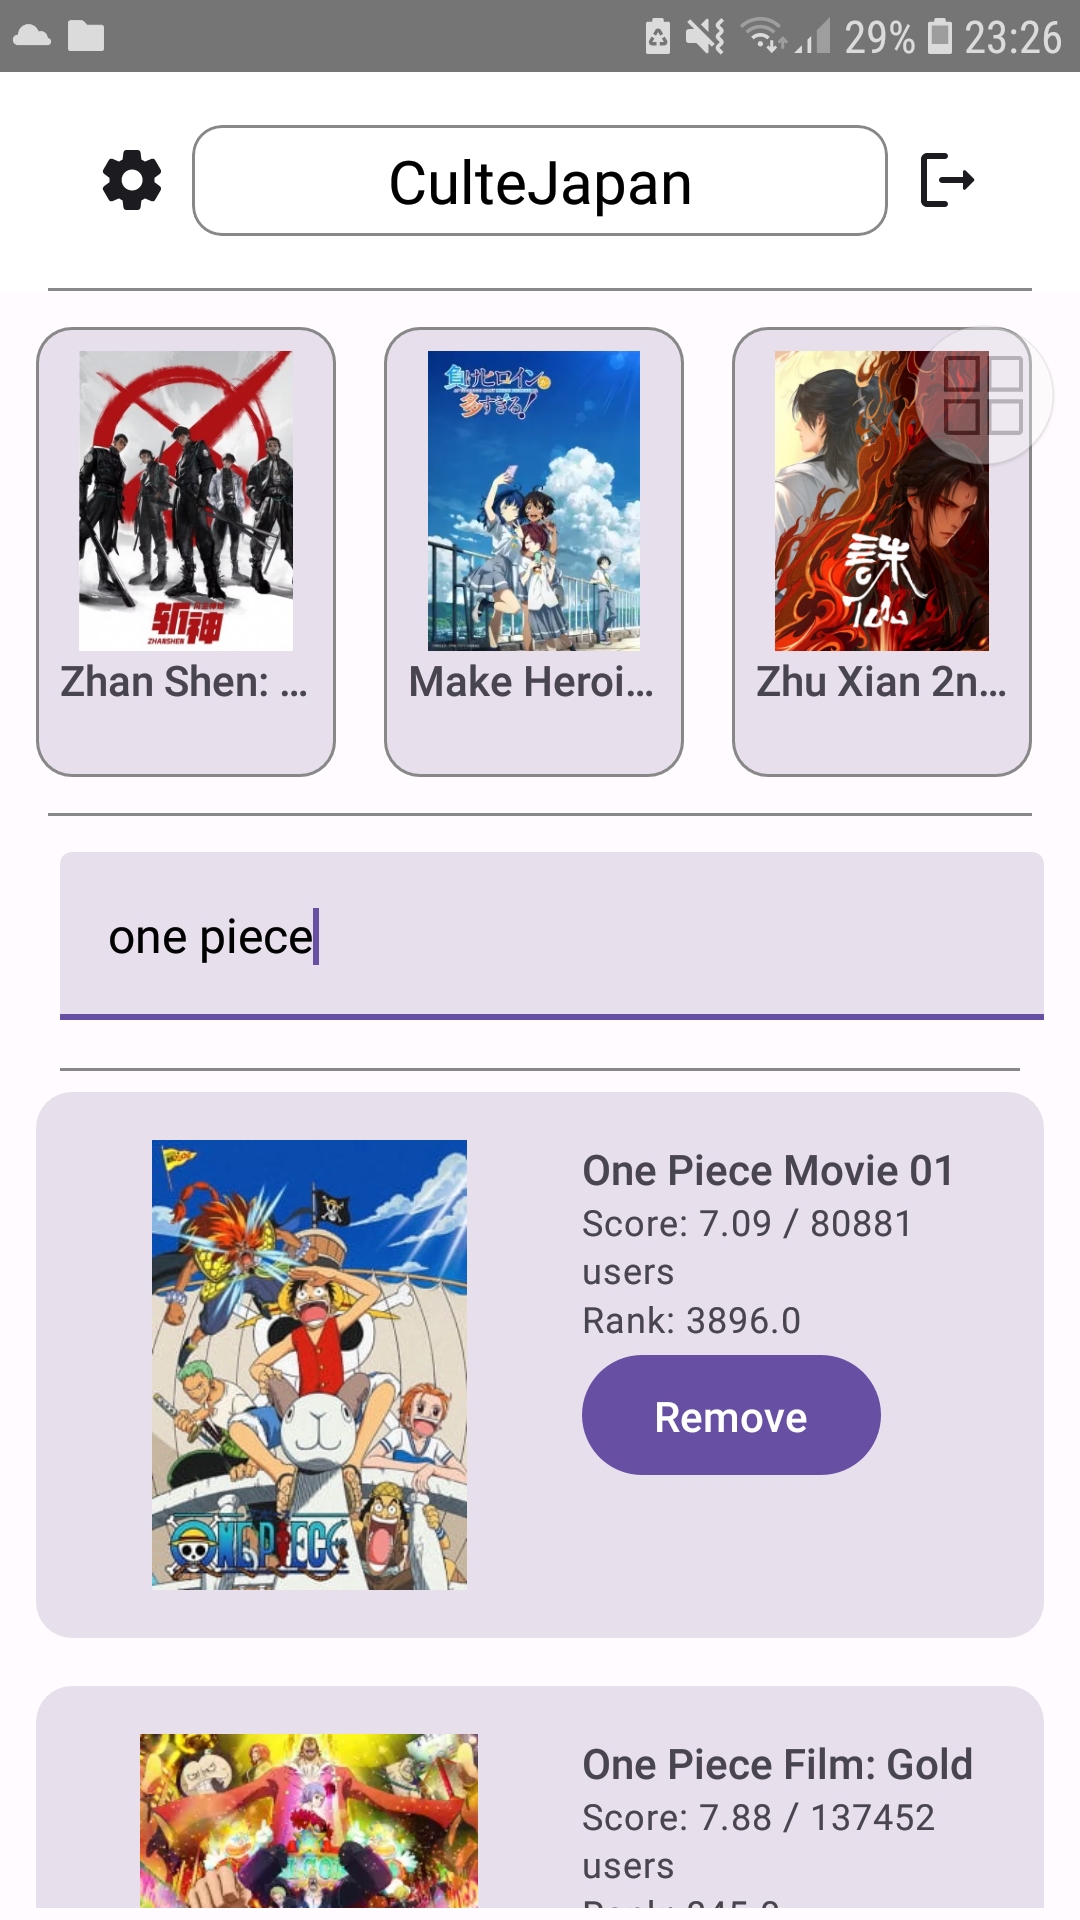 29% 23:26
CulteJapan
斩神
ZHANSHEN
Zhan Shen: ...
負けヒロインが
多すぎる!
Make Heroi...
誅仙
Zhu Xian 2n...
one piece
ONE PIECE
One Piece Movie 01
Score: 7.09 / 80881
users
Rank: 3896.0
Remove
One Piece Film: Gold
Score: 7.88 / 137452
users